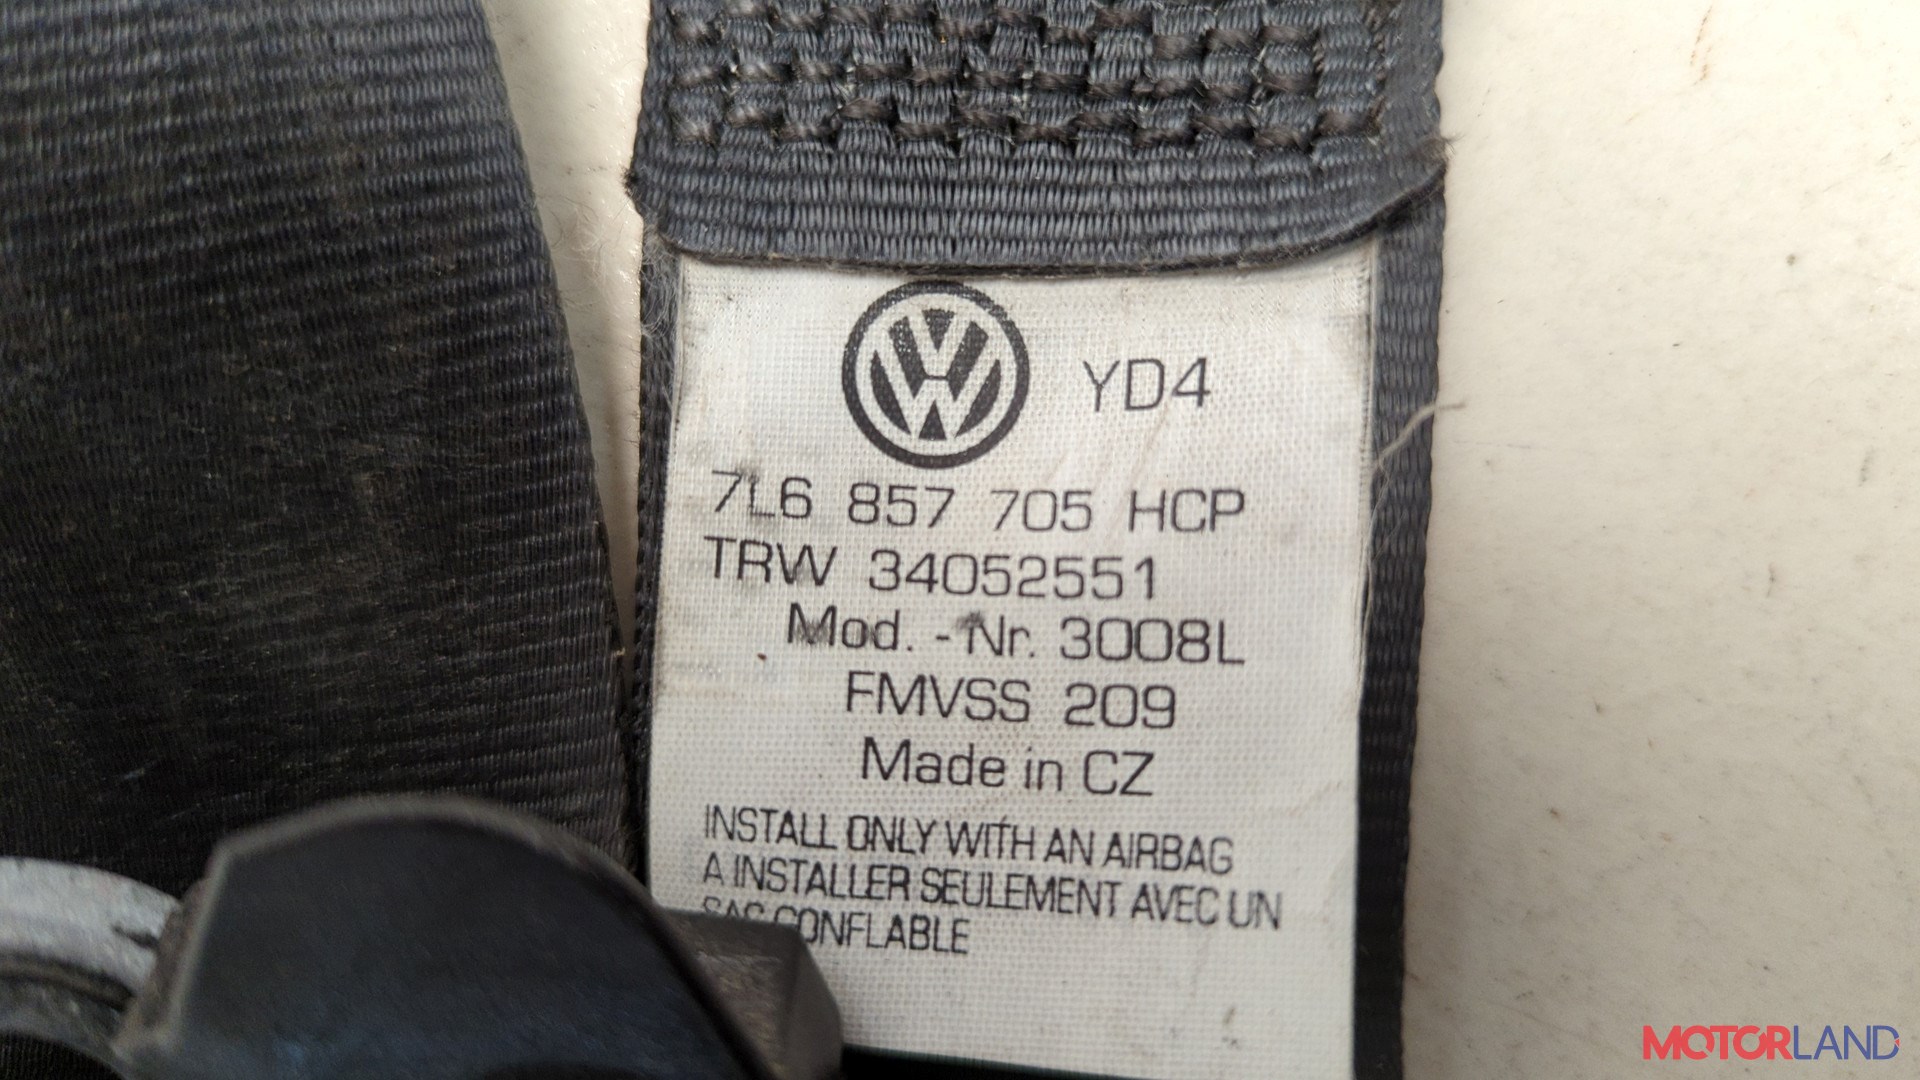 YD4
7L6 857 705 HCP
TRW 34052551
Mod. - Nr. 3008L
FMVSS 209
Made in CZ
INSTALL ONLY WITH AN AIRBAG
A INSTALLER SEULEMENT AVEC UN
SAC CONFLABLE
MOTORLAND